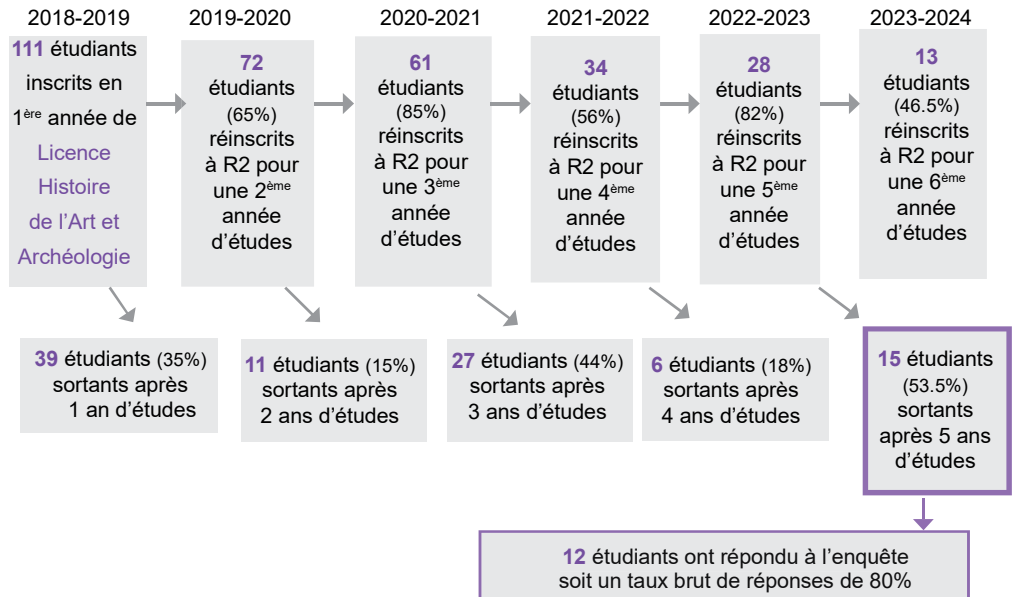 2018-2019
2019-2020
2020-2021
2021-2022
2022-2023
2023-2024
111 étudiants
inscrits en
1ère année de
Licence
Histoire
de l'Art et
Archéologie
72
étudiants
(65%)
réinscrits
à R2 pour
une 2ème
année
d'études
61
étudiants
(85%)
réinscrits
à R2 pour
une 3ème
année
d'études
34
étudiants
(56%)
réinscrits
à R2 pour
une 4ème
année
d'études
28
étudiants
(82%)
réinscrits
à R2 pour
une 5ème
année
d'études
13
étudiants
(46.5%)
réinscrits
à R2 pour
une 6ème
année
d'études
39 étudiants (35%)
sortants après
1 an d'études
11 étudiants (15%)
sortants après
2 ans d'études
27 étudiants (44%)
sortants après
3 ans d'études
6 étudiants (18%)
sortants après
4 ans d'études
15 étudiants
(53.5%)
sortants
après 5 ans
d'études
12 étudiants ont répondu à l'enquête
soit un taux brut de réponses de 80%